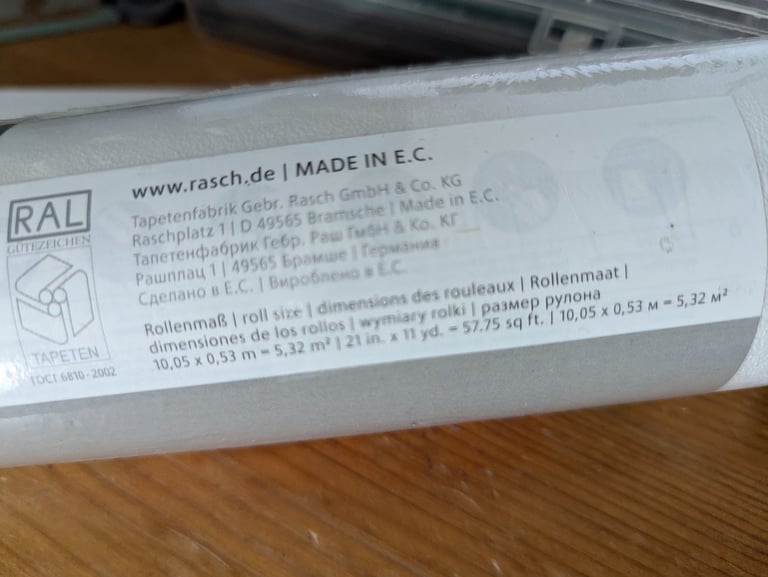 RAL
GÜTEZEICHEN
TAPETEN
ГОСТ 6810-2002
www.rasch.de | MADE IN E.C.
Tapetenfabrik Gebr. Rasch GmbH & Co. KG
Raschplatz 1 | D 49565 Bramsche | Made in E.C.
Тапетенфабрик Гебр. Раш ГмбН & Ко. КГ
Рашплац 1 | 49565 Брамше | Германия
Сделано в Е.С. | Вироблено в Е.С.
Rollenmaß | roll size | dimensions des rouleaux | Rollenmaat |
dimensiones de los rollos | wymiary rolki | размер рулона
10,05 x 0,53 m = 5,32 m² | 21 in. x 11 yd. = 57.75 sq ft. | 10,05 x 0,53 м = 5,32 м²